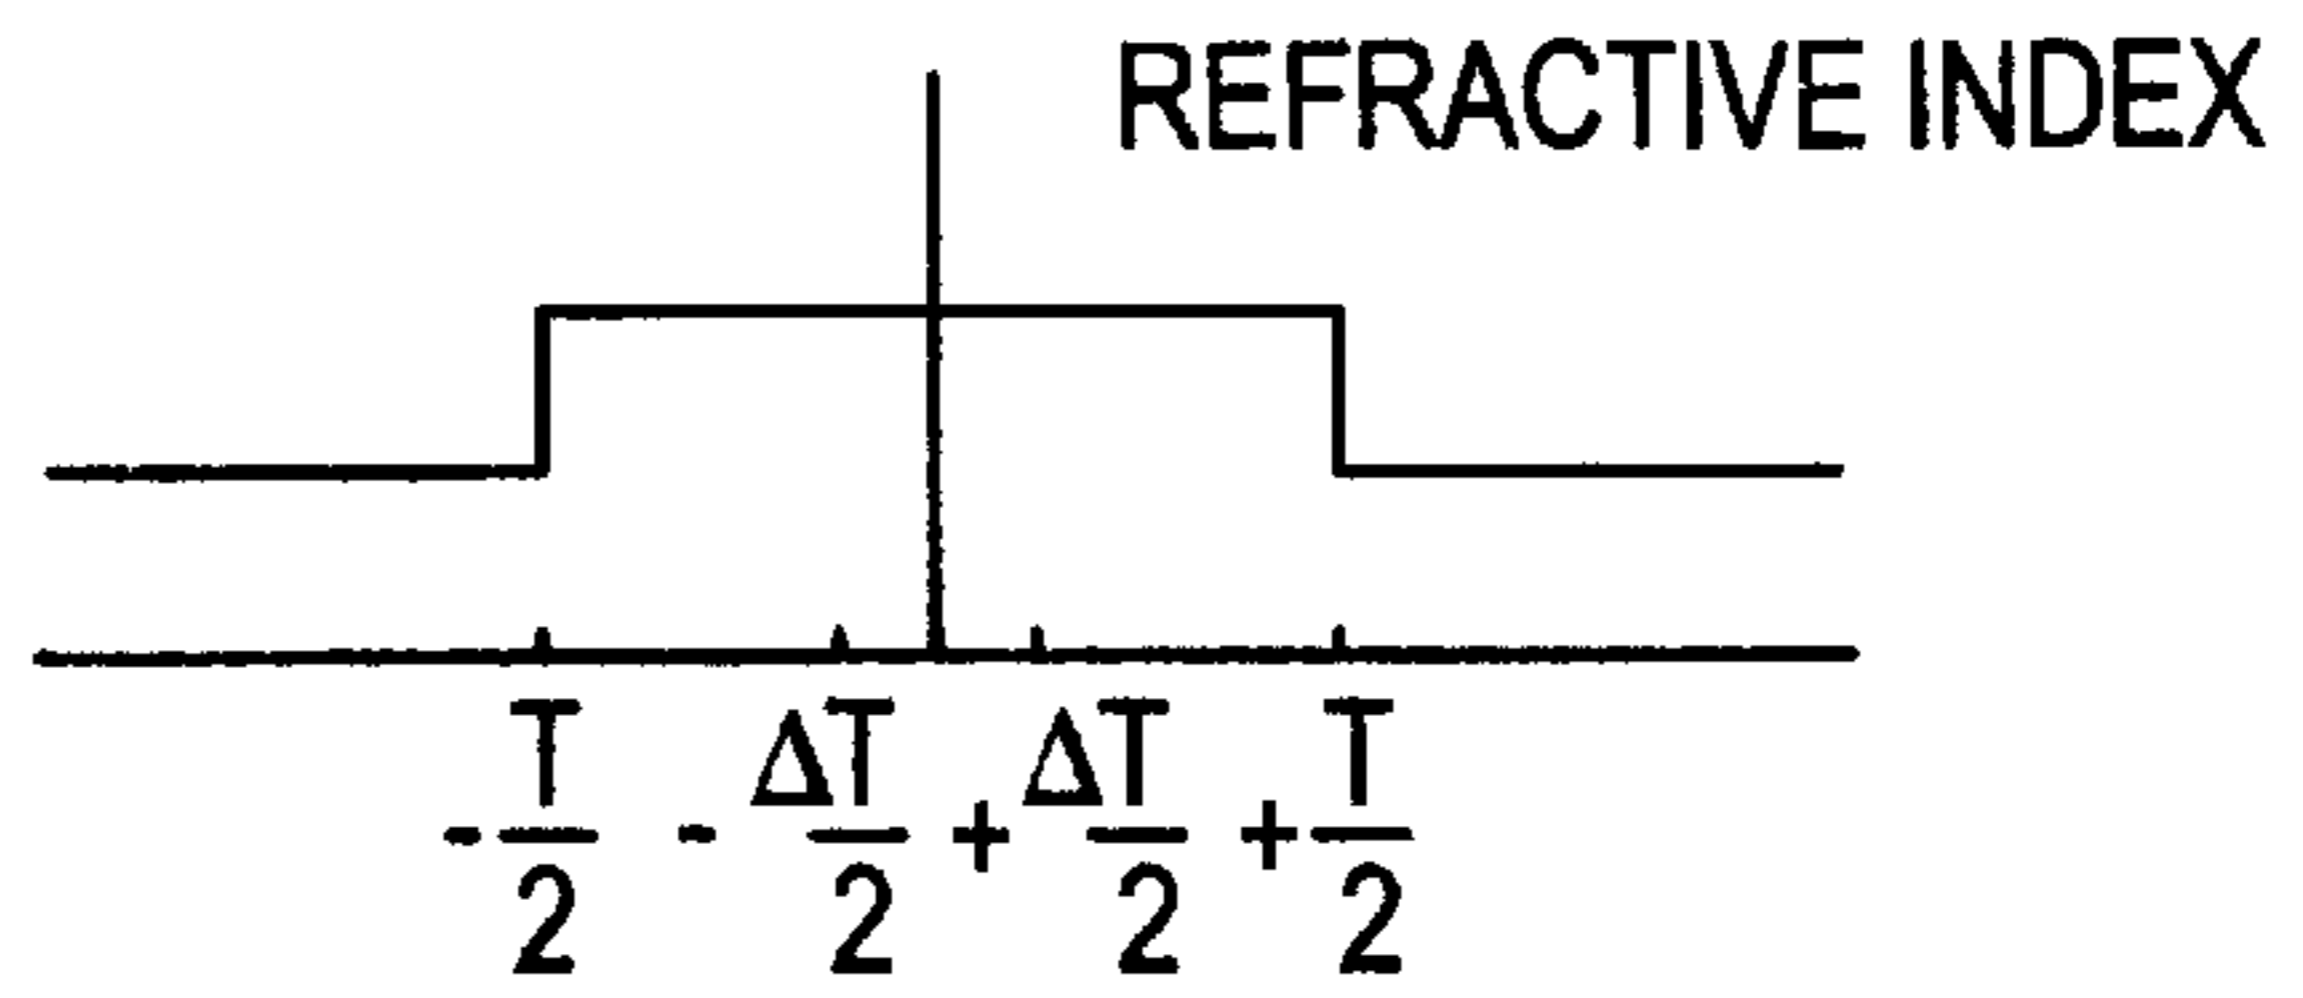 REFRACTIVE INDEX
-T/2 -ΔT/2 +ΔT/2 +T/2